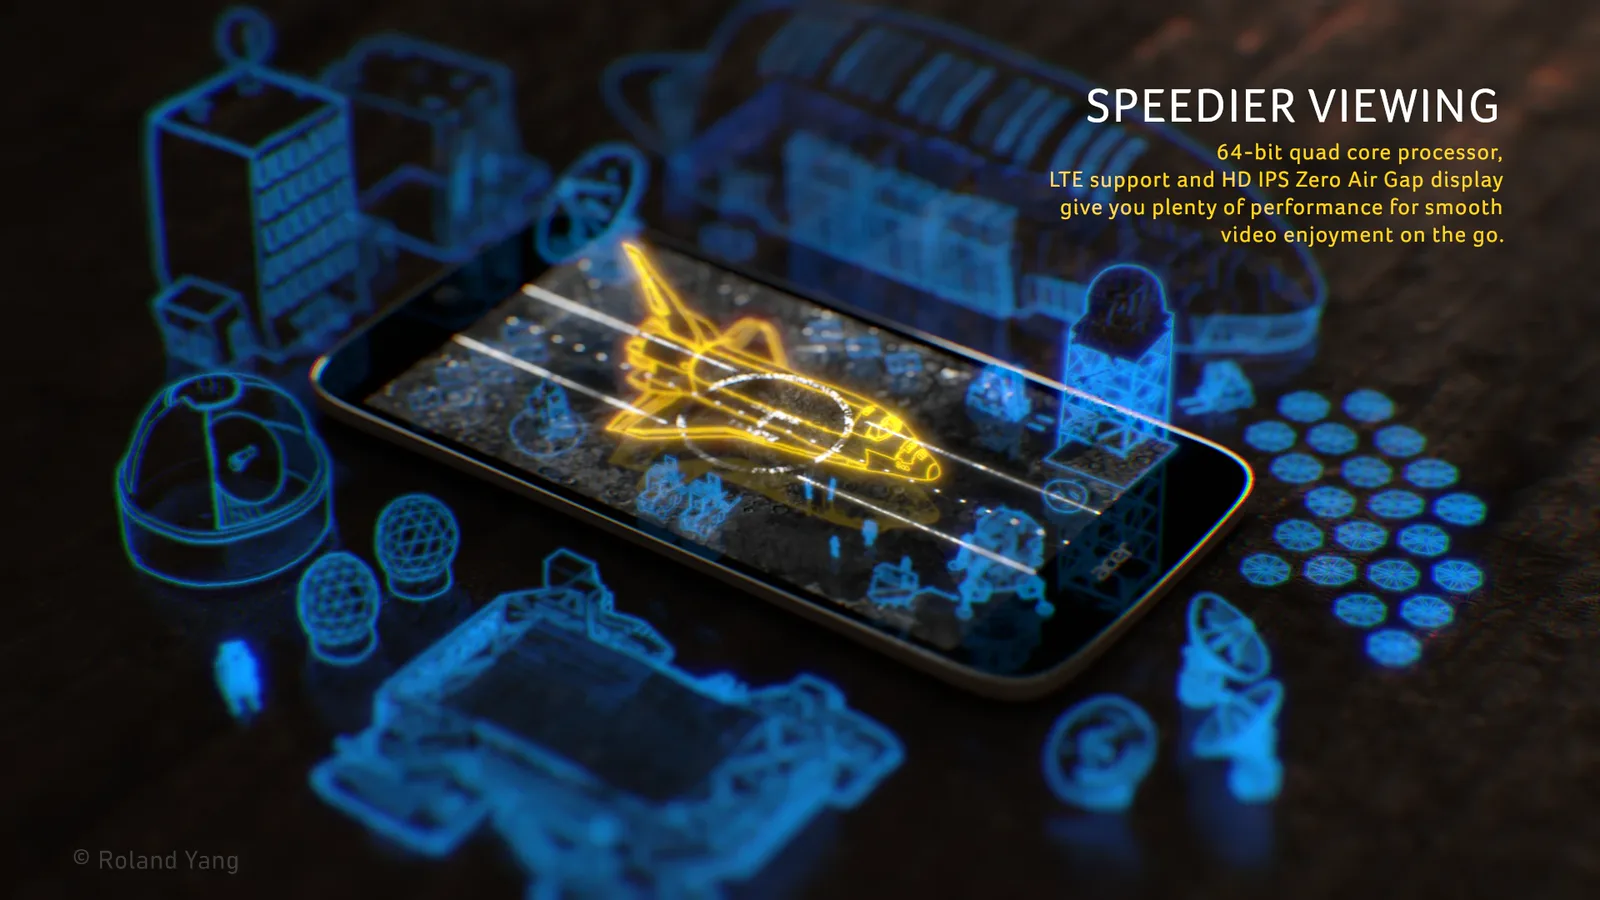 SPEEDIER VIEWING
64-bit quad core processor,
LTE support and HD IPS Zero Air Gap display
give you plenty of performance for smooth
video enjoyment on the go.
acer
© Roland Yang